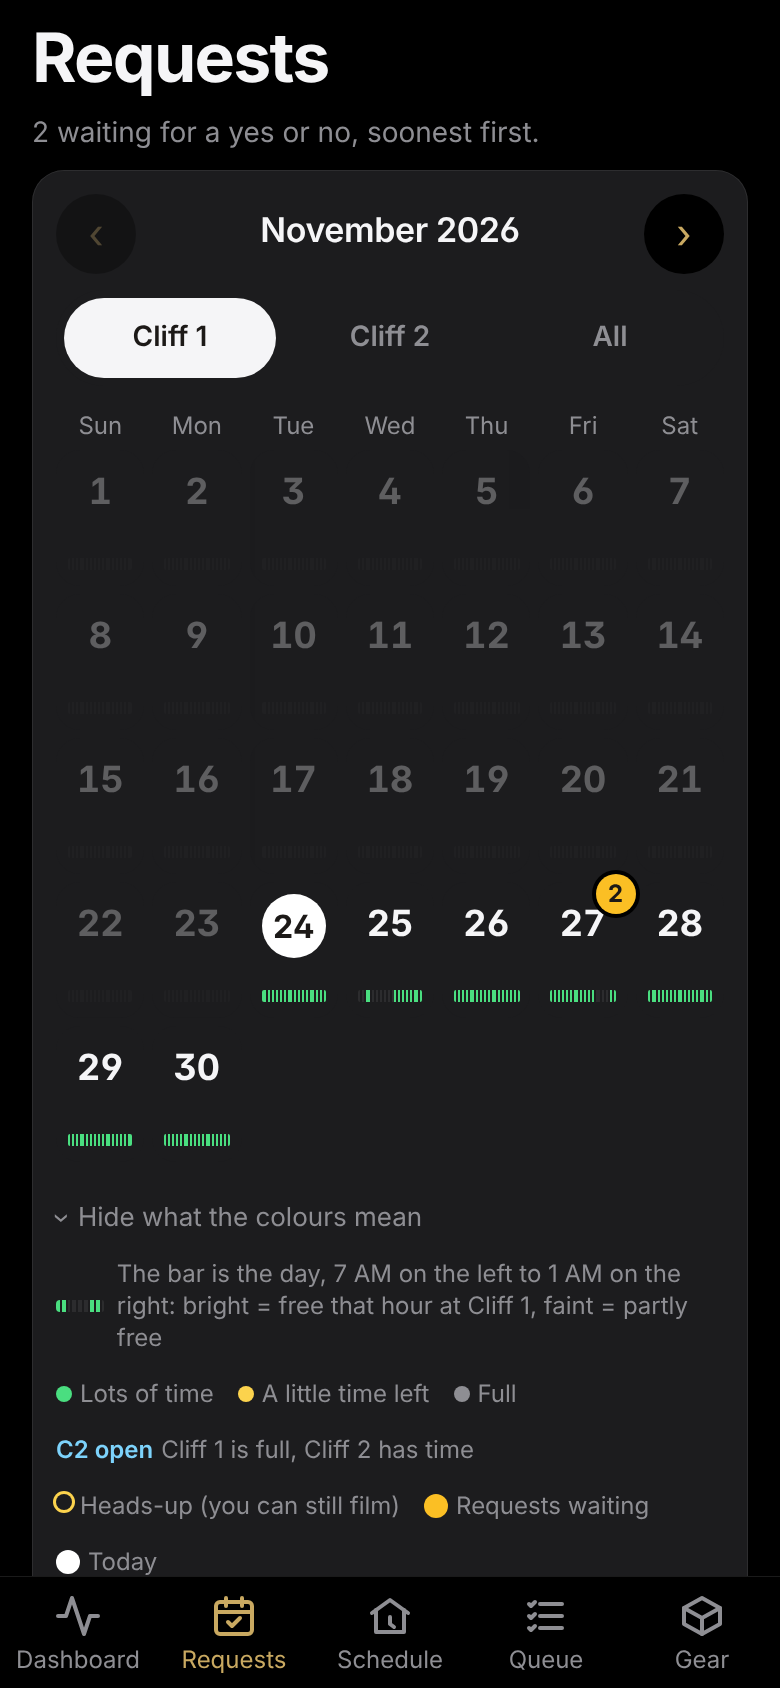 Requests
2 waiting for a yes or no, soonest first.
‹ November 2026 ›
Cliff 1 Cliff 2 All
Sun Mon Tue Wed Thu Fri Sat
1 2 3 4 5 6 7
8 9 10 11 12 13 14
15 16 17 18 19 20 21
2
22 23 24 25 26 27 28
29 30
Hide what the colours mean
The bar is the day, 7 AM on the left to 1 AM on the
right: bright = free that hour at Cliff 1, faint = partly
free
Lots of time A little time left Full
C2 open Cliff 1 is full, Cliff 2 has time
Heads-up (you can still film) Requests waiting
Today
Dashboard Requests Schedule Queue Gear